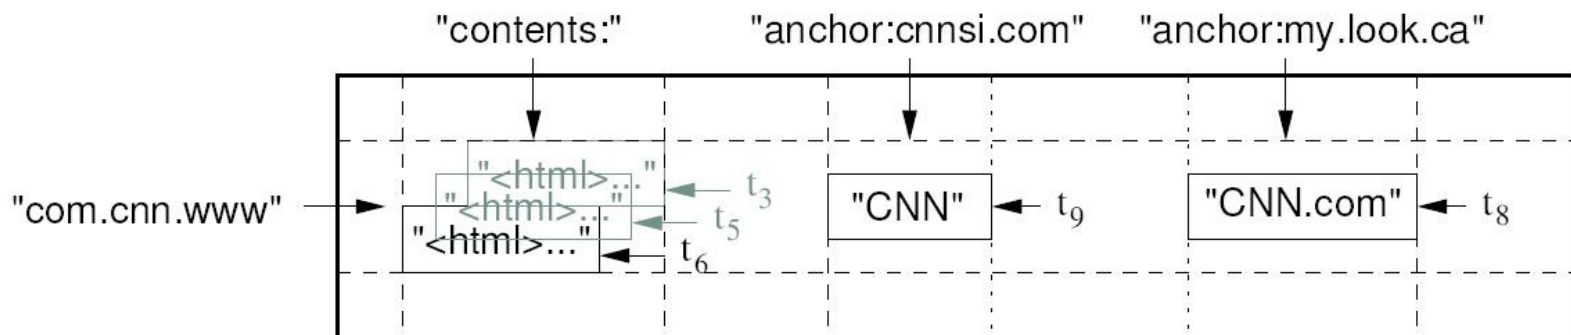 "contents:" "anchor:cnnsi.com" "anchor:my.look.ca"
"<html>..." t3
"com.cnn.www" "<html>..." t5 "CNN" t9 "CNN.com" t8
"<html>..." t6